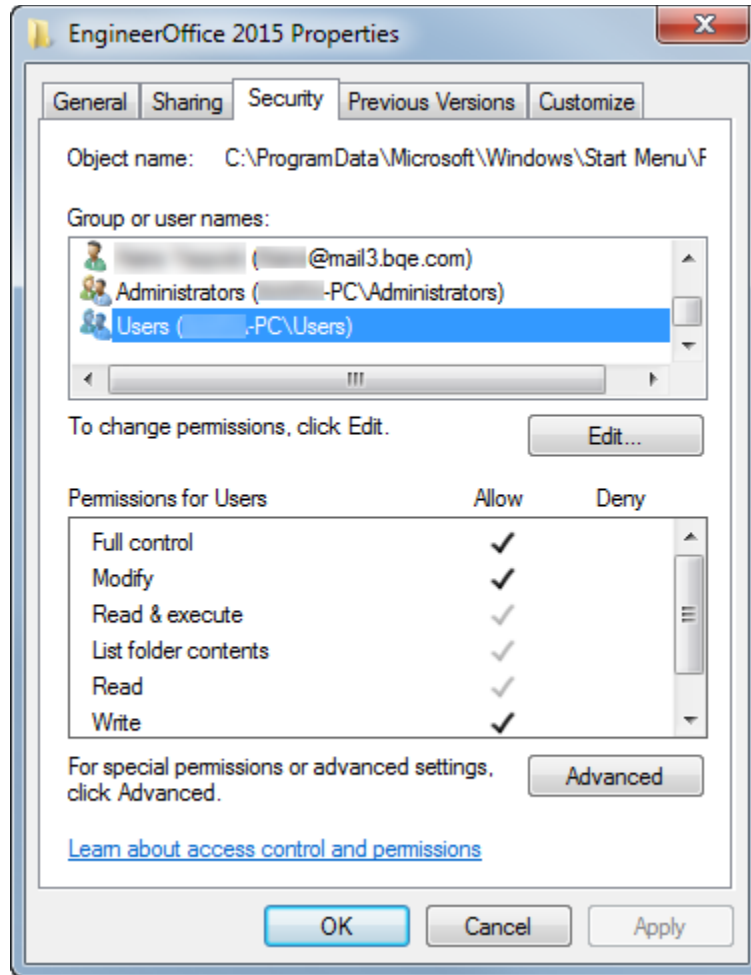 EngineerOffice 2015 Properties
General Sharing Security Previous Versions Customize
Object name: C:\ProgramData\Microsoft\Windows\Start Menu\P
Group or user names:
( @mail3.bqe.com)
Administrators ( -PC\Administrators)
Users ( -PC\Users)
To change permissions, click Edit.
Edit...
Permissions for Users Allow Deny
Full control
Modify
Read & execute
List folder contents
Read
Write
For special permissions or advanced settings,
click Advanced.
Advanced
Learn about access control and permissions
OK Cancel Apply